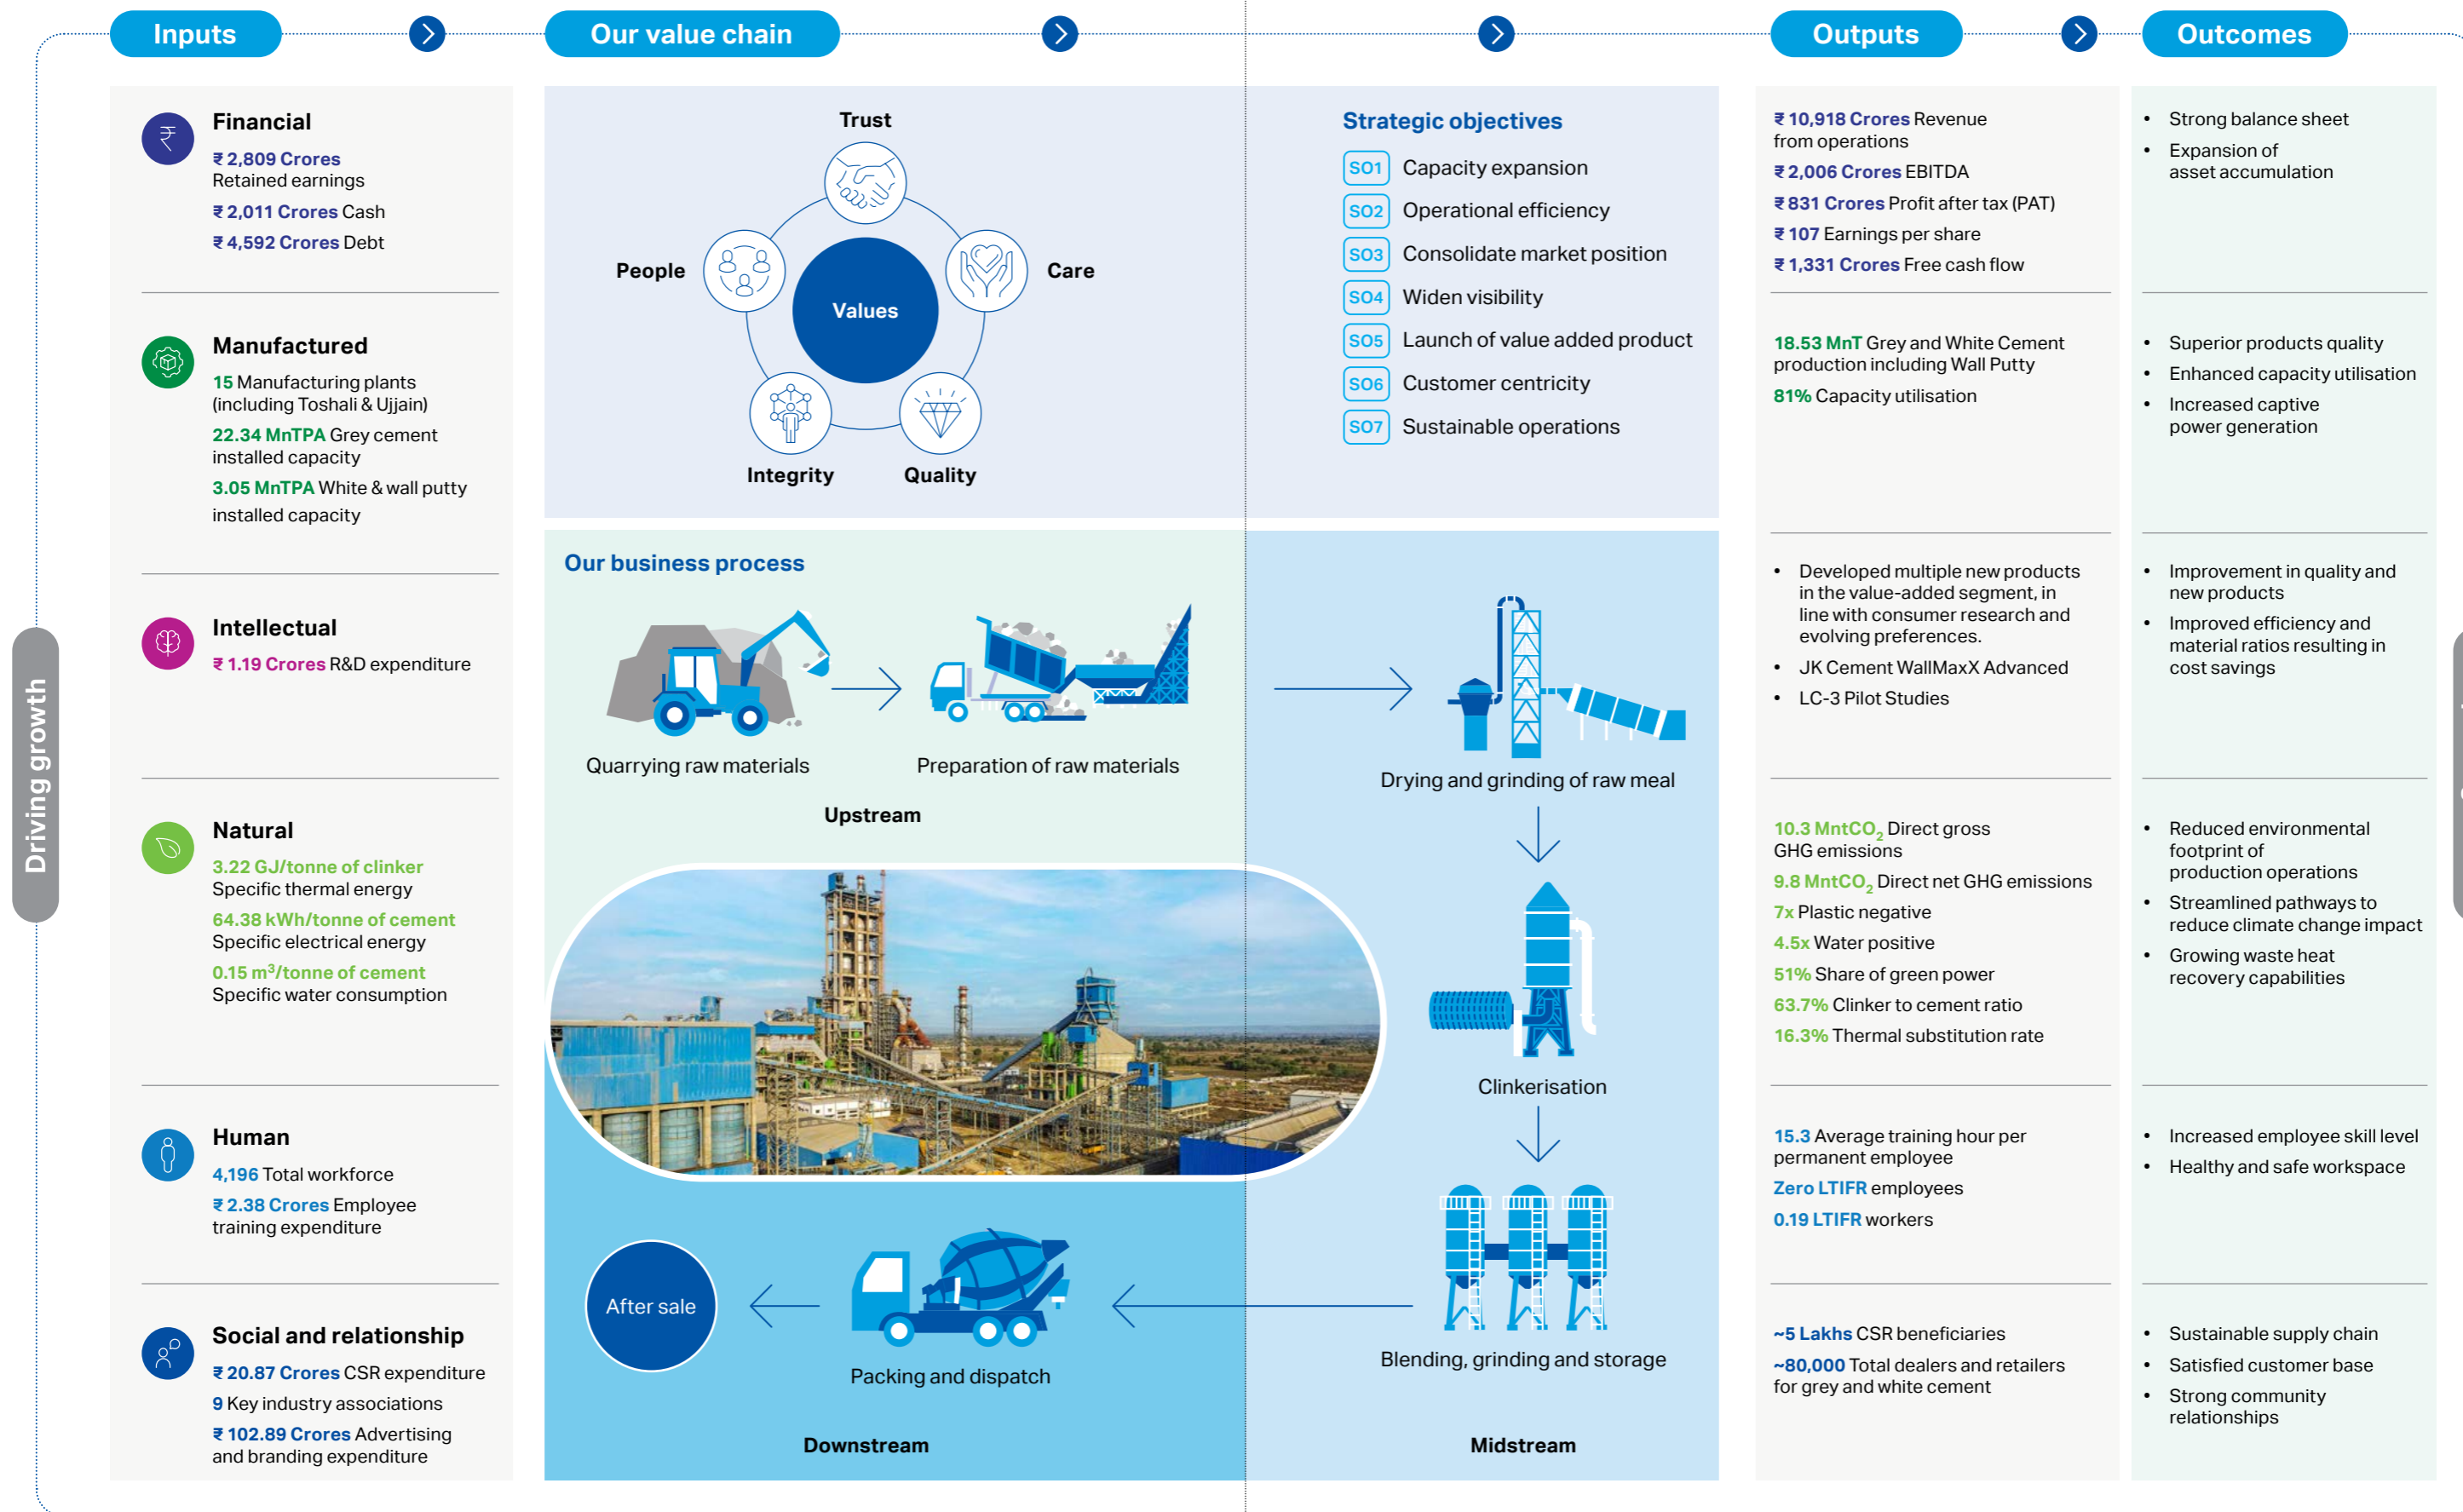 Inputs
Our value chain
Outputs
Outcomes
Driving growth
Financial
₹ 2,809 Crores
Retained earnings
₹ 2,011 Crores Cash
₹ 4,592 Crores Debt
Manufactured
15 Manufacturing plants
(including Toshali & Ujjain)
22.34 MnTPA Grey cement
installed capacity
3.05 MnTPA White & wall putty
installed capacity
Intellectual
₹ 1.19 Crores R&D expenditure
Natural
3.22 GJ/tonne of clinker
Specific thermal energy
64.38 kWh/tonne of cement
Specific electrical energy
0.15 m³/tonne of cement
Specific water consumption
Human
4,196 Total workforce
₹ 2.38 Crores Employee
training expenditure
Social and relationship
₹ 20.87 Crores CSR expenditure
9 Key industry associations
₹ 102.89 Crores Advertising
and branding expenditure
Trust
People
Care
Values
Integrity
Quality
Strategic objectives
SO1 Capacity expansion
SO2 Operational efficiency
SO3 Consolidate market position
SO4 Widen visibility
SO5 Launch of value added product
SO6 Customer centricity
SO7 Sustainable operations
Our business process
Quarrying raw materials
Preparation of raw materials
Upstream
Drying and grinding of raw meal
Clinkerisation
Blending, grinding and storage
Midstream
Packing and dispatch
After sale
Downstream
₹ 10,918 Crores Revenue
from operations
₹ 2,006 Crores EBITDA
₹ 831 Crores Profit after tax (PAT)
₹ 107 Earnings per share
₹ 1,331 Crores Free cash flow
18.53 MnT Grey and White Cement
production including Wall Putty
81% Capacity utilisation
• Developed multiple new products
in the value-added segment, in
line with consumer research and
evolving preferences.
• JK Cement WallMaxX Advanced
• LC-3 Pilot Studies
10.3 MntCO₂ Direct gross
GHG emissions
9.8 MntCO₂ Direct net GHG emissions
7x Plastic negative
4.5x Water positive
51% Share of green power
63.7% Clinker to cement ratio
16.3% Thermal substitution rate
15.3 Average training hour per
permanent employee
Zero LTIFR employees
0.19 LTIFR workers
~5 Lakhs CSR beneficiaries
~80,000 Total dealers and retailers
for grey and white cement
• Strong balance sheet
• Expansion of
asset accumulation
• Superior products quality
• Enhanced capacity utilisation
• Increased captive
power generation
• Improvement in quality and
new products
• Improved efficiency and
material ratios resulting in
cost savings
• Reduced environmental
footprint of
production operations
• Streamlined pathways to
reduce climate change impact
• Growing waste heat
recovery capabilities
• Increased employee skill level
• Healthy and safe workspace
• Sustainable supply chain
• Satisfied customer base
• Strong community
relationships